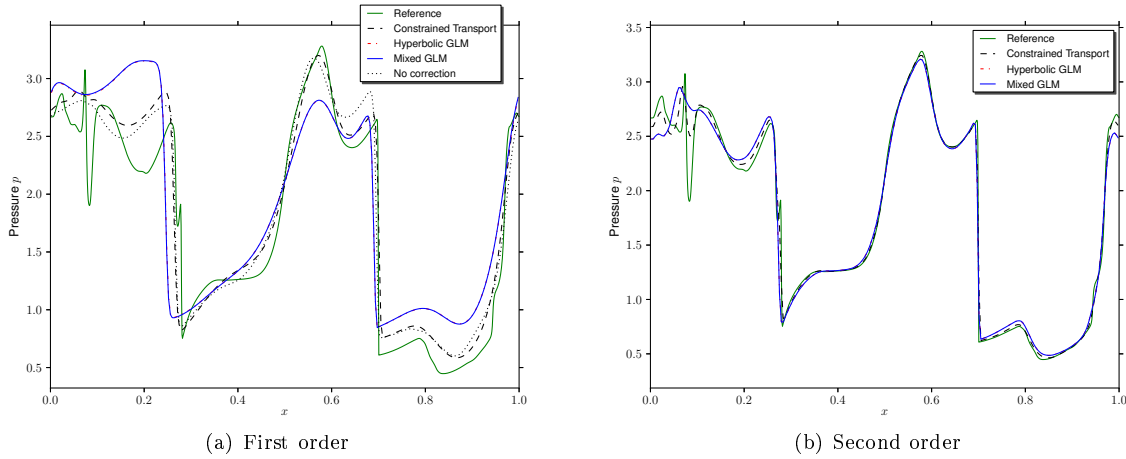 Reference
Constrained Transport
Hyperbolic GLM
Mixed GLM
No correction
3.0
2.5
2.0
1.5
1.0
0.5
Pressure p
0.0 0.2 0.4 0.6 0.8 1.0
x
(a) First order
Reference
Constrained Transport
Hyperbolic GLM
Mixed GLM
3.5
3.0
2.5
2.0
1.5
1.0
0.5
Pressure p
0.0 0.2 0.4 0.6 0.8 1.0
x
(b) Second order